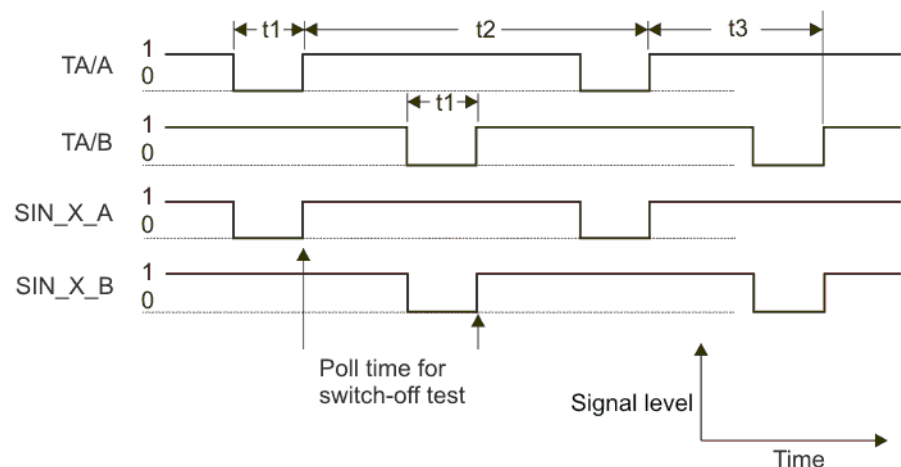 t1
t2
t3
TA/A
1
0
t1
TA/B
1
0
SIN_X_A
1
0
SIN_X_B
1
0
Poll time for
switch-off test
Signal level
Time